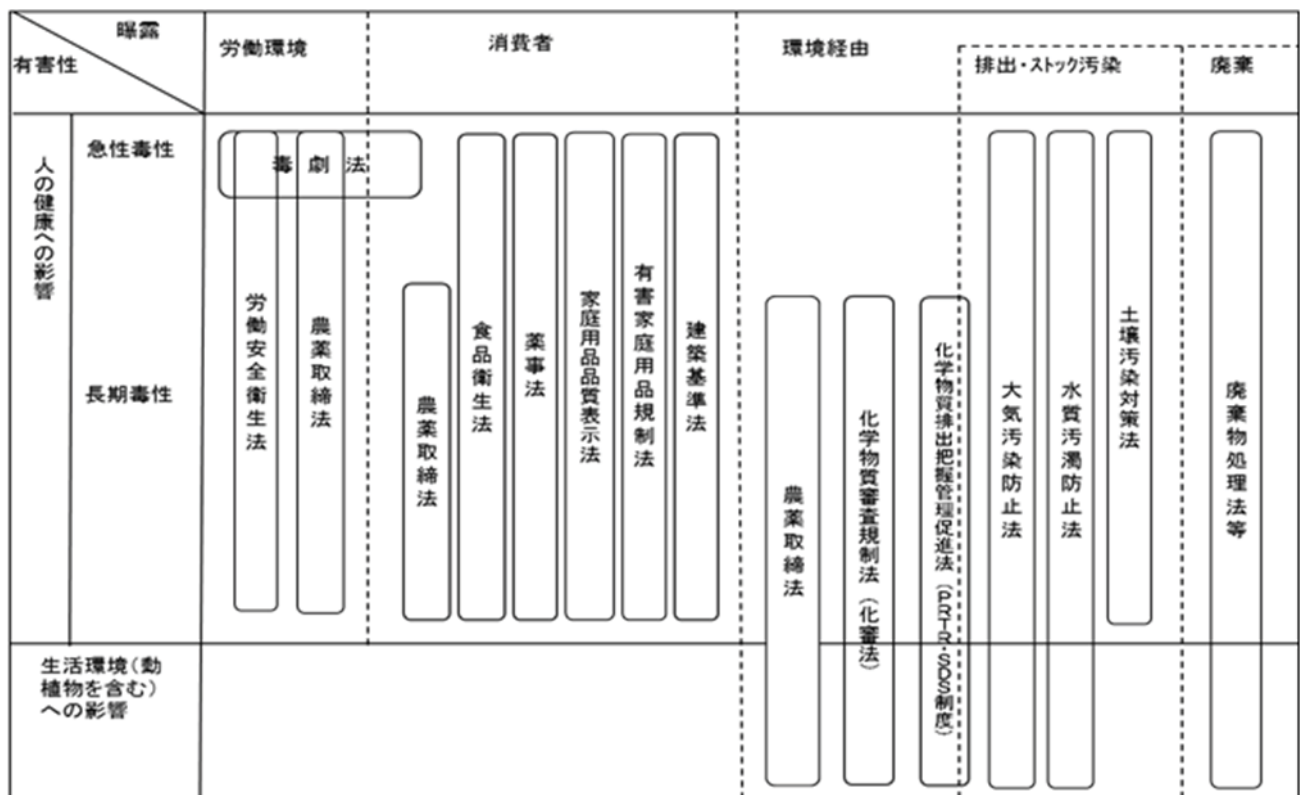 曝露
有害性
労働環境
消費者
環境経由
排出・ストック汚染
廃棄
人の健康への影響
急性毒性
長期毒性
毒劇法
労働安全衛生法
農薬取締法
農薬取締法
食品衛生法
薬事法
家庭用品品質表示法
有害家庭用品規制法
建築基準法
農薬取締法
化学物質審査規制法（化審法）
化学物質排出把握管理促進法（PRTR・SDS制度）
大気汚染防止法
水質汚濁防止法
土壌汚染対策法
廃棄物処理法等
生活環境（動
植物を含む）
への影響